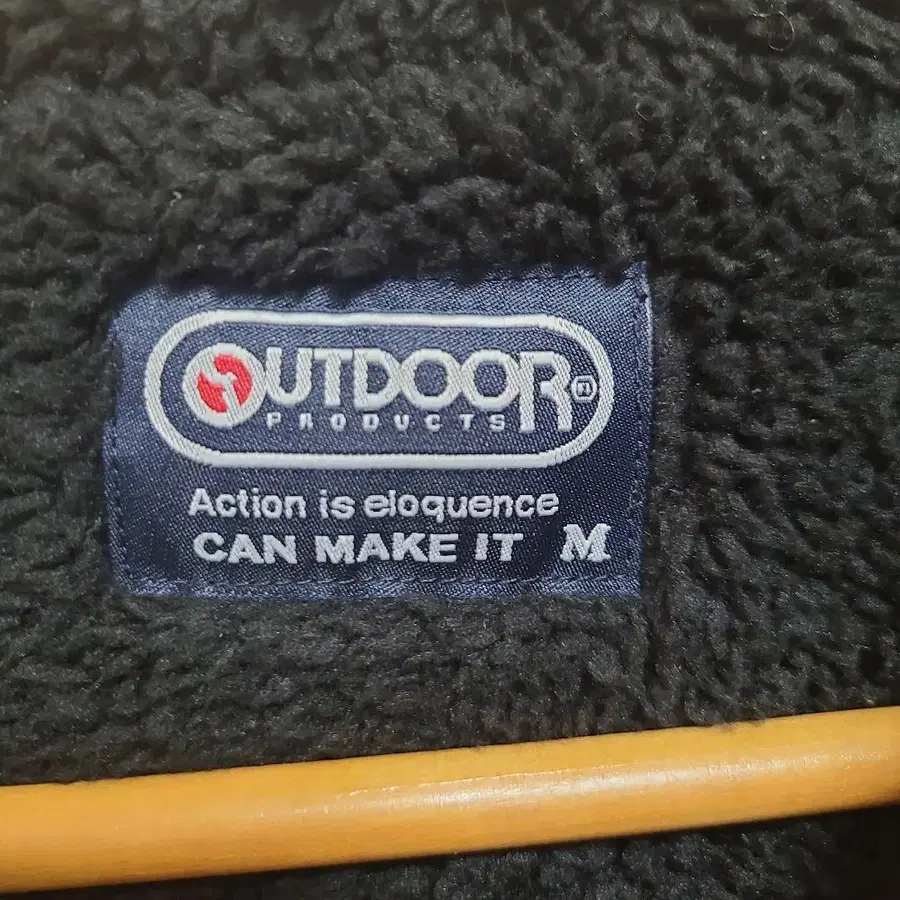 OUTDOOR®
PRODUCTS
Action is eloquence
CAN MAKE IT M